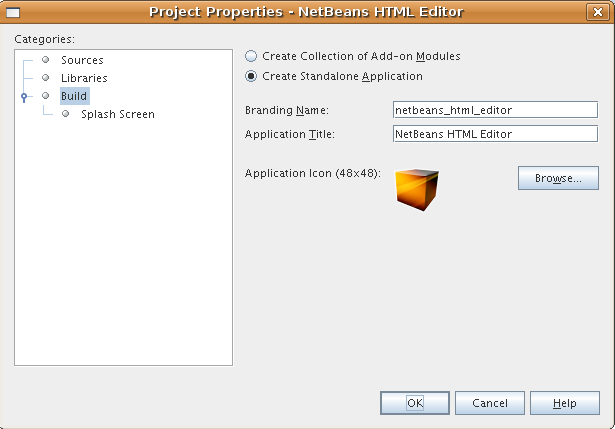 Project Properties - NetBeans HTML Editor
Categories:
Sources
Libraries
Build
Splash Screen
Create Collection of Add-on Modules
Create Standalone Application
Branding Name: netbeans_html_editor
Application Title: NetBeans HTML Editor
Application Icon (48x48): Browse...
OK Cancel Help